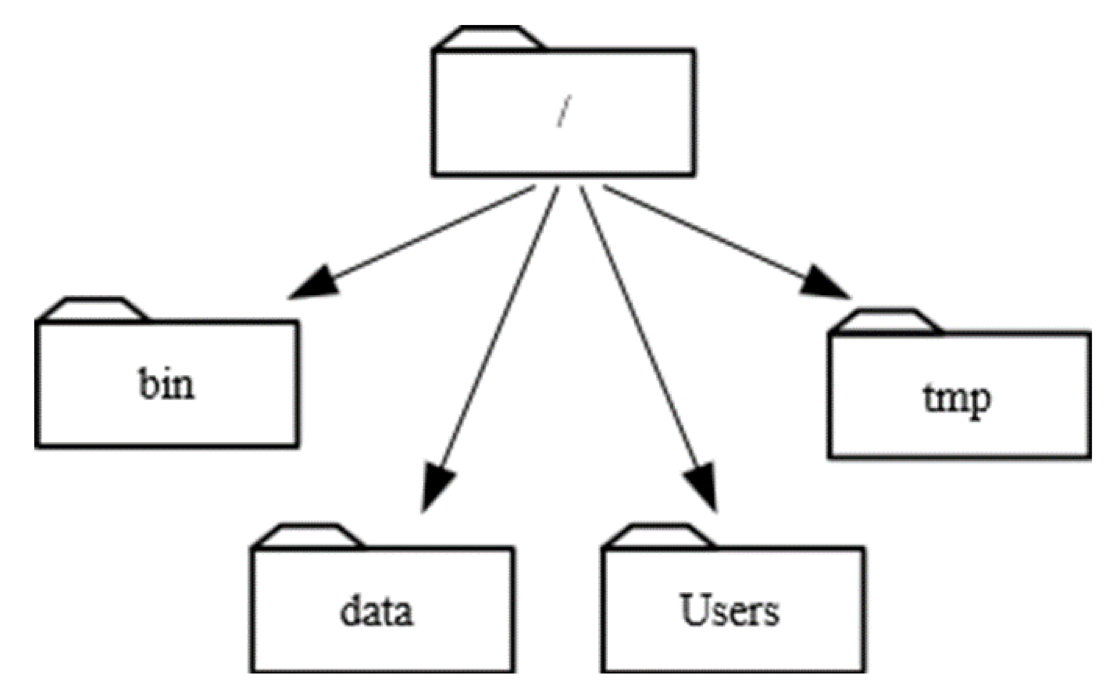 /
bin
tmp
data
Users